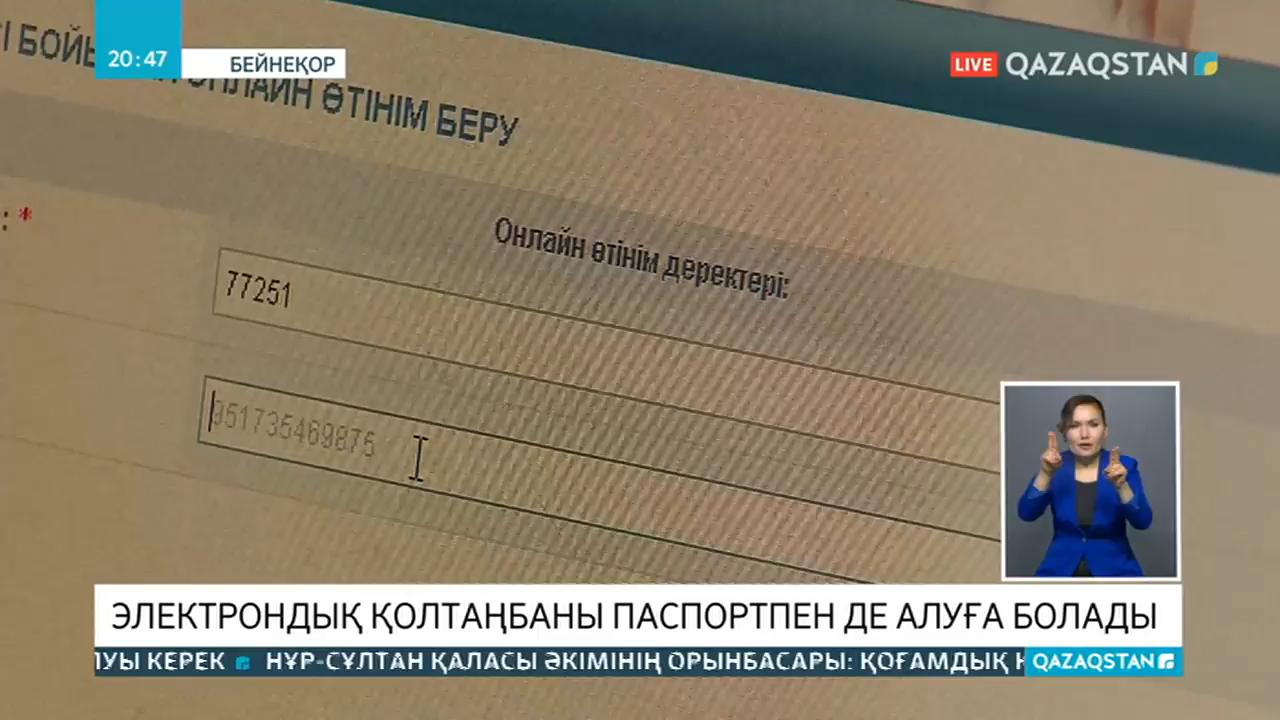 20:47
БЕЙНЕҚОР
LIVE QAZAQSTAN
ОНЛАЙН ӨТІНІМ БЕРУ
Онлайн өтінім деректері:
: *
77251
951735469875
ЭЛЕКТРОНДЫҚ ҚОЛТАҢБАНЫ ПАСПОРТПЕН ДЕ АЛУҒА БОЛАДЫ
КЕРЕК НҰР-СҰЛТАН ҚАЛАСЫ ӘКІМІНІҢ ОРЫНБАСАРЫ: ҚОҒАМДЫҚ QAZAQSTAN